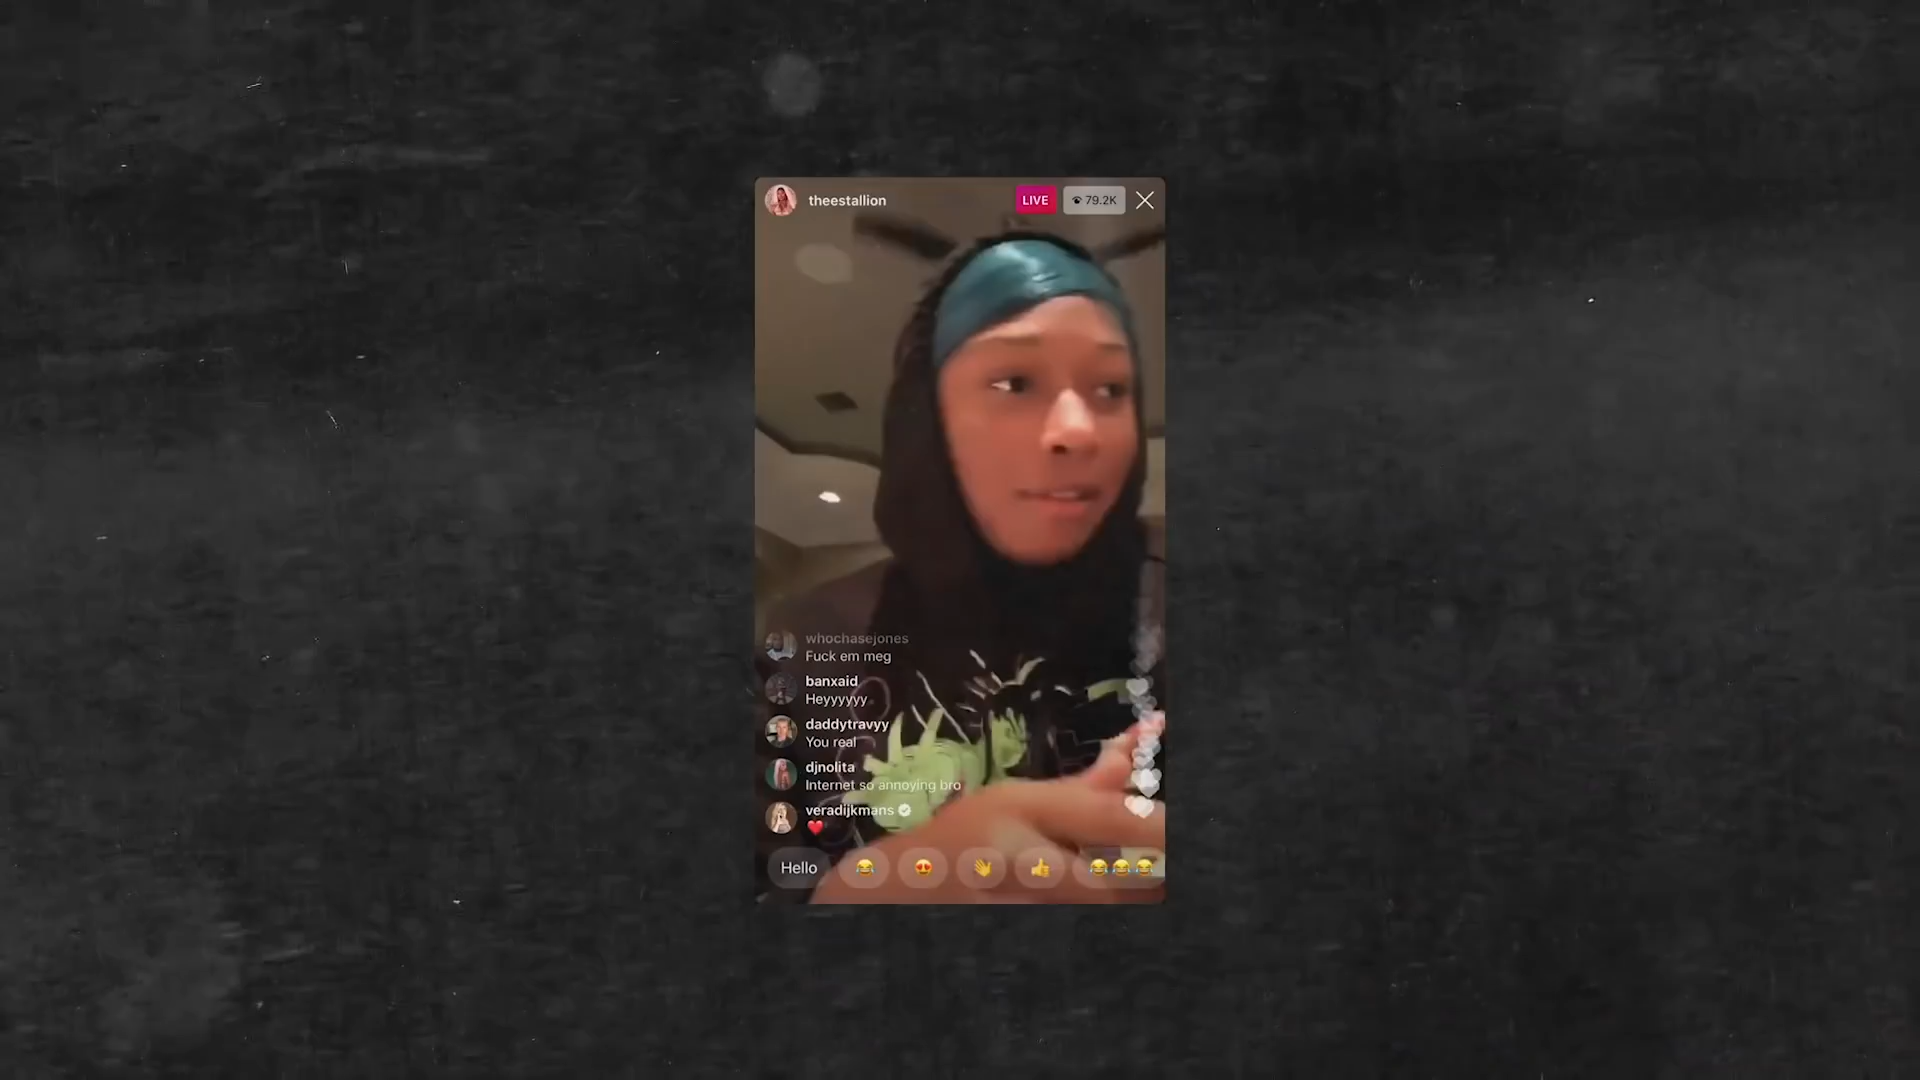 theestallion
LIVE
79.2K
whochasejones
Fuck em meg
banxaid
Heyyyyyy
daddytravyy
You real
djnolita
Internet so annoying bro
veradijkmans
❤️
Hello 😂 😍 👋 👍 😂😂😂